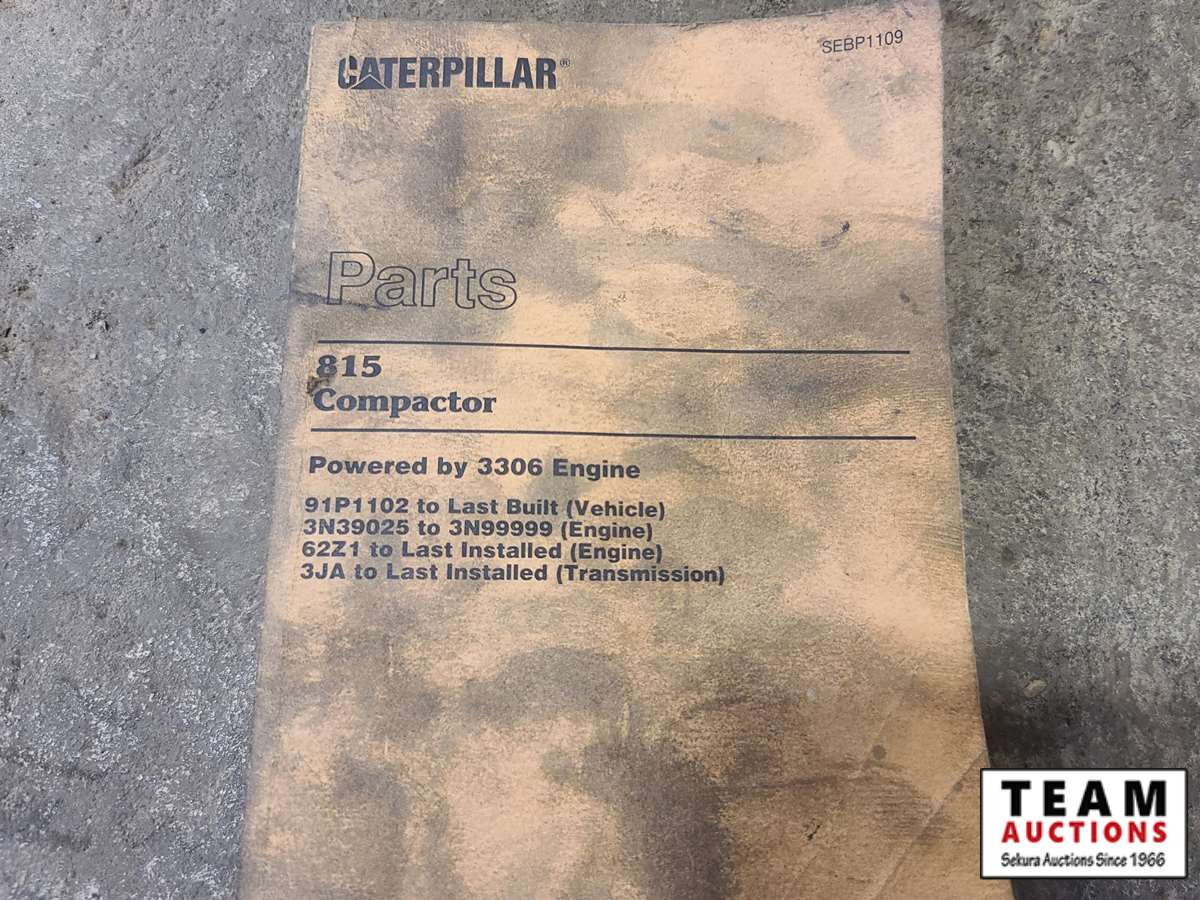 CATERPILLAR®
SEBP1109
Parts
815
Compactor
Powered by 3306 Engine
91P1102 to Last Built (Vehicle)
3N39025 to 3N99999 (Engine)
62Z1 to Last Installed (Engine)
3JA to Last Installed (Transmission)
TEAM
AUCTIONS
Sekura Auctions Since 1966